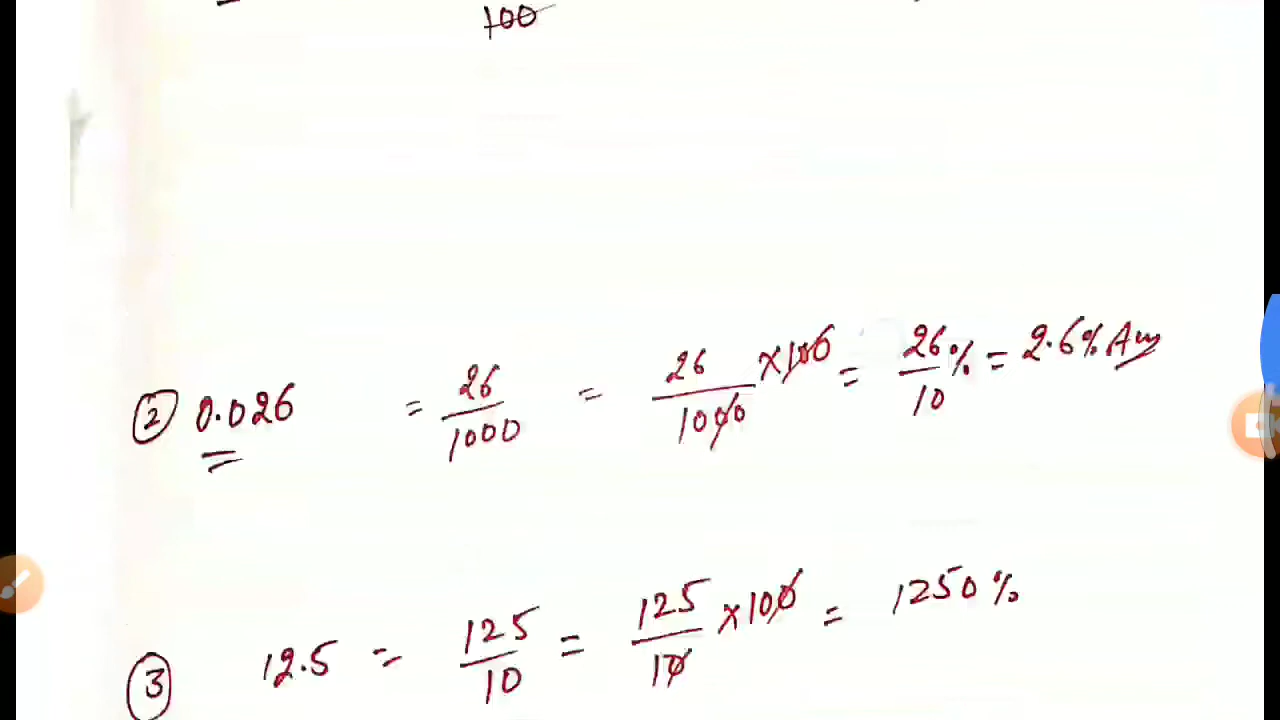 100
② 0.026 = 26/1000 = 26/1000 ×100 = 26/10 % = 2.6% Ans
③ 12.5 = 125/10 = 125/10 ×100 = 1250%